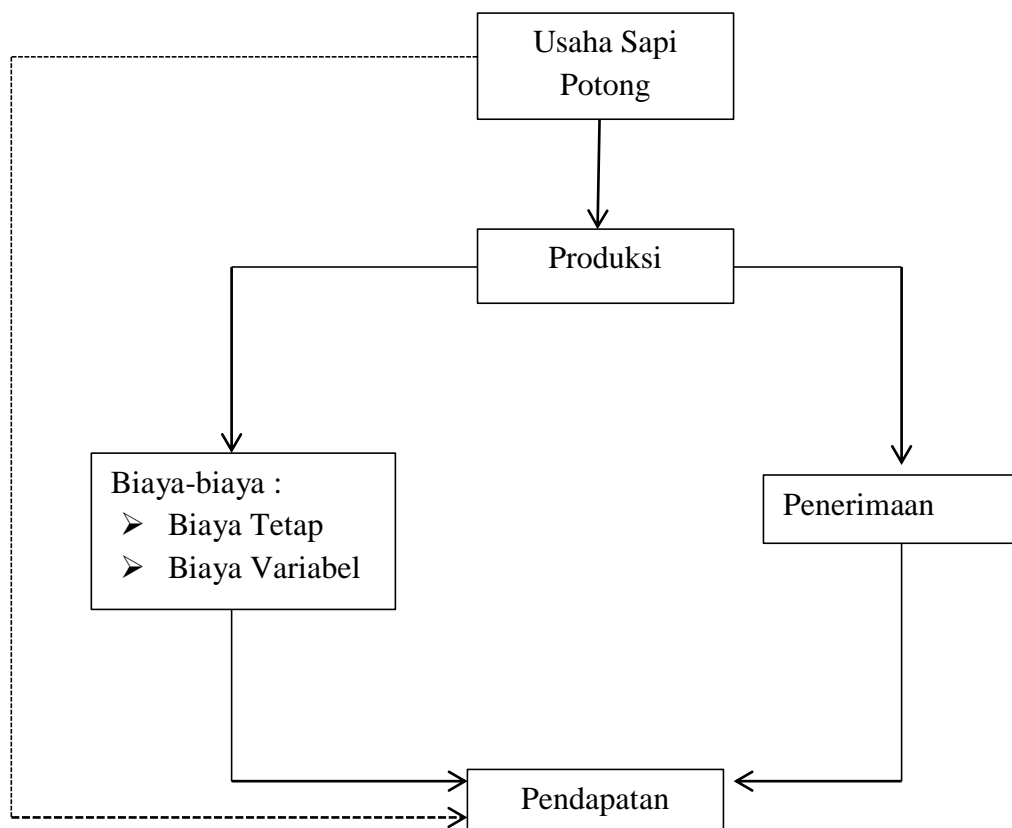 Usaha Sapi
Potong
Produksi
Biaya-biaya :
➢ Biaya Tetap
➢ Biaya Variabel
Penerimaan
Pendapatan